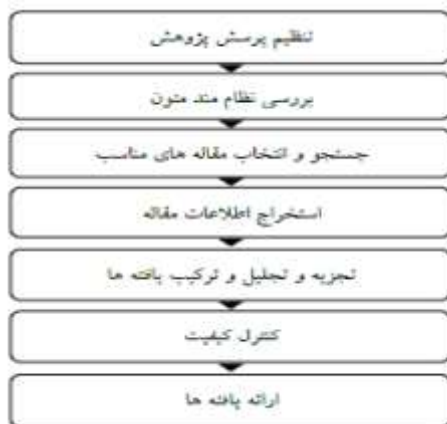 تنظیم پرسش پژوهش
بررسی نظام مند متون
جستجو و انتخاب مقاله های مناسب
استخراج اطلاعات مقاله
تجزیه و تحلیل و ترکیب یافته ها
کنترل کیفیت
ارائه یافته ها